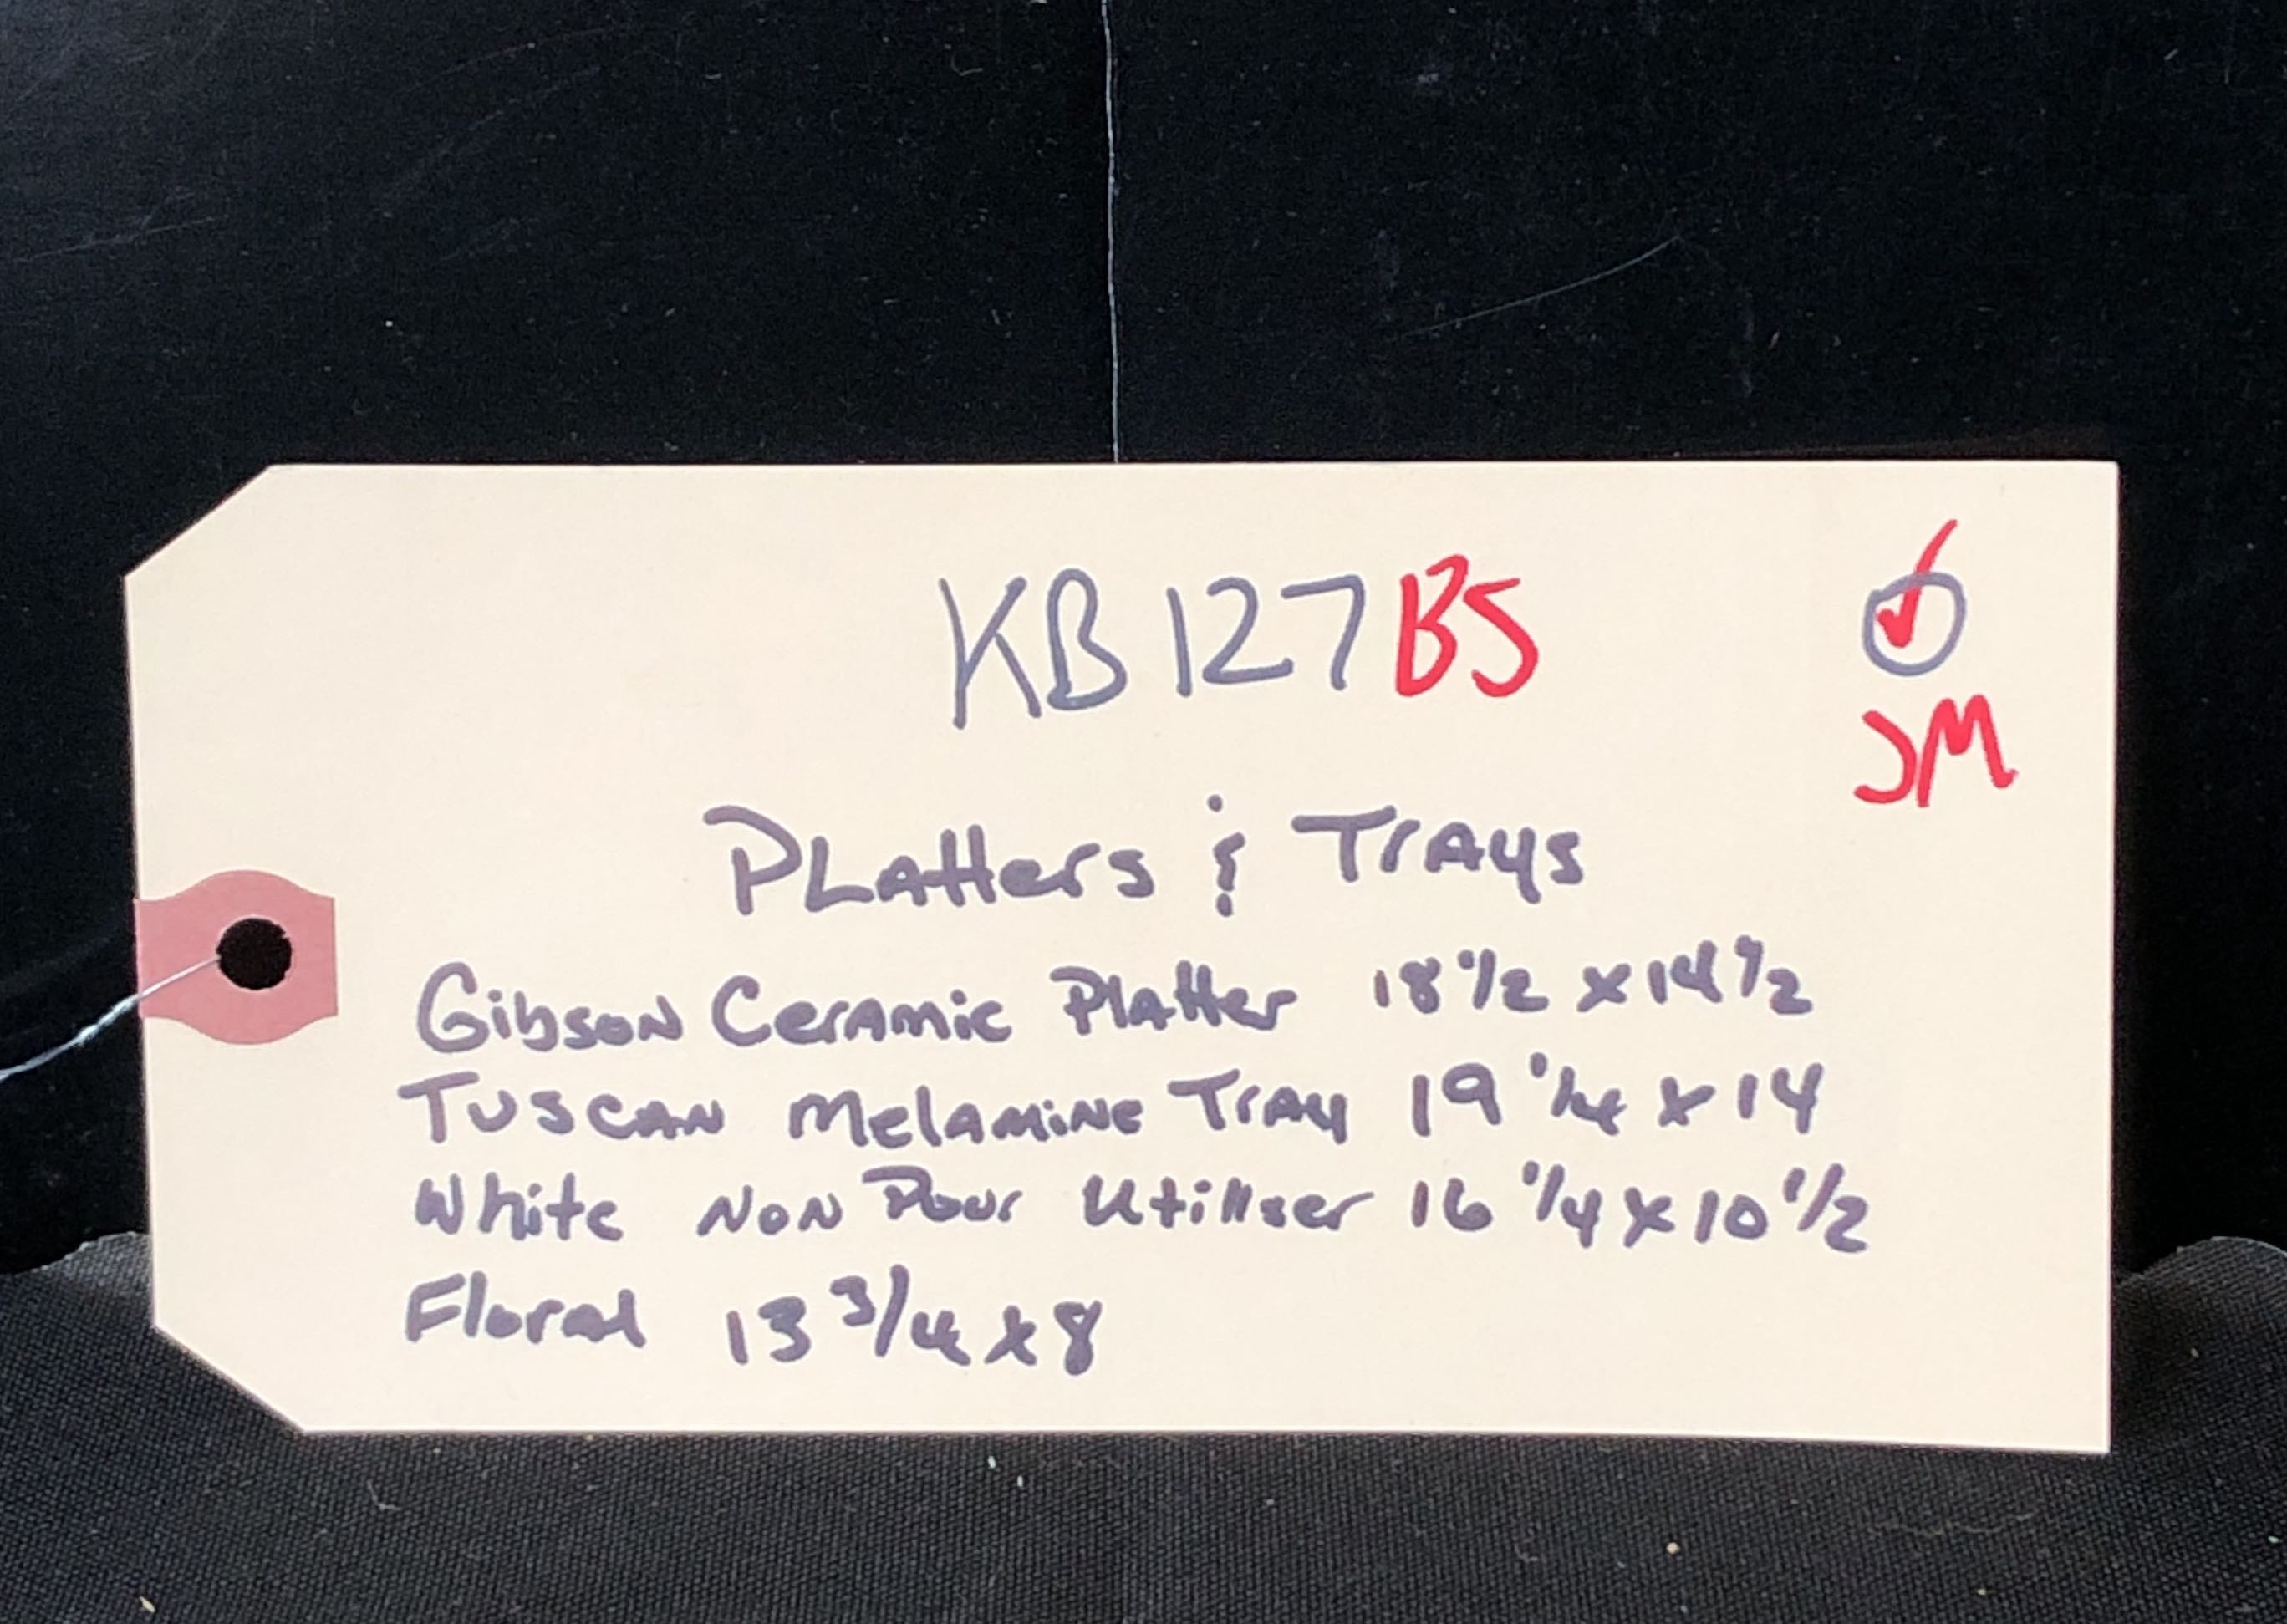 KB127BS
JM
Platters & Trays
Gibson Ceramic Platter 18 1/2 x 14 1/2
Tuscan Melamine Tray 19 1/4 x 14
White Non Pour Utiliser 16 1/4 x 10 1/2
Floral 13 3/4 x 8